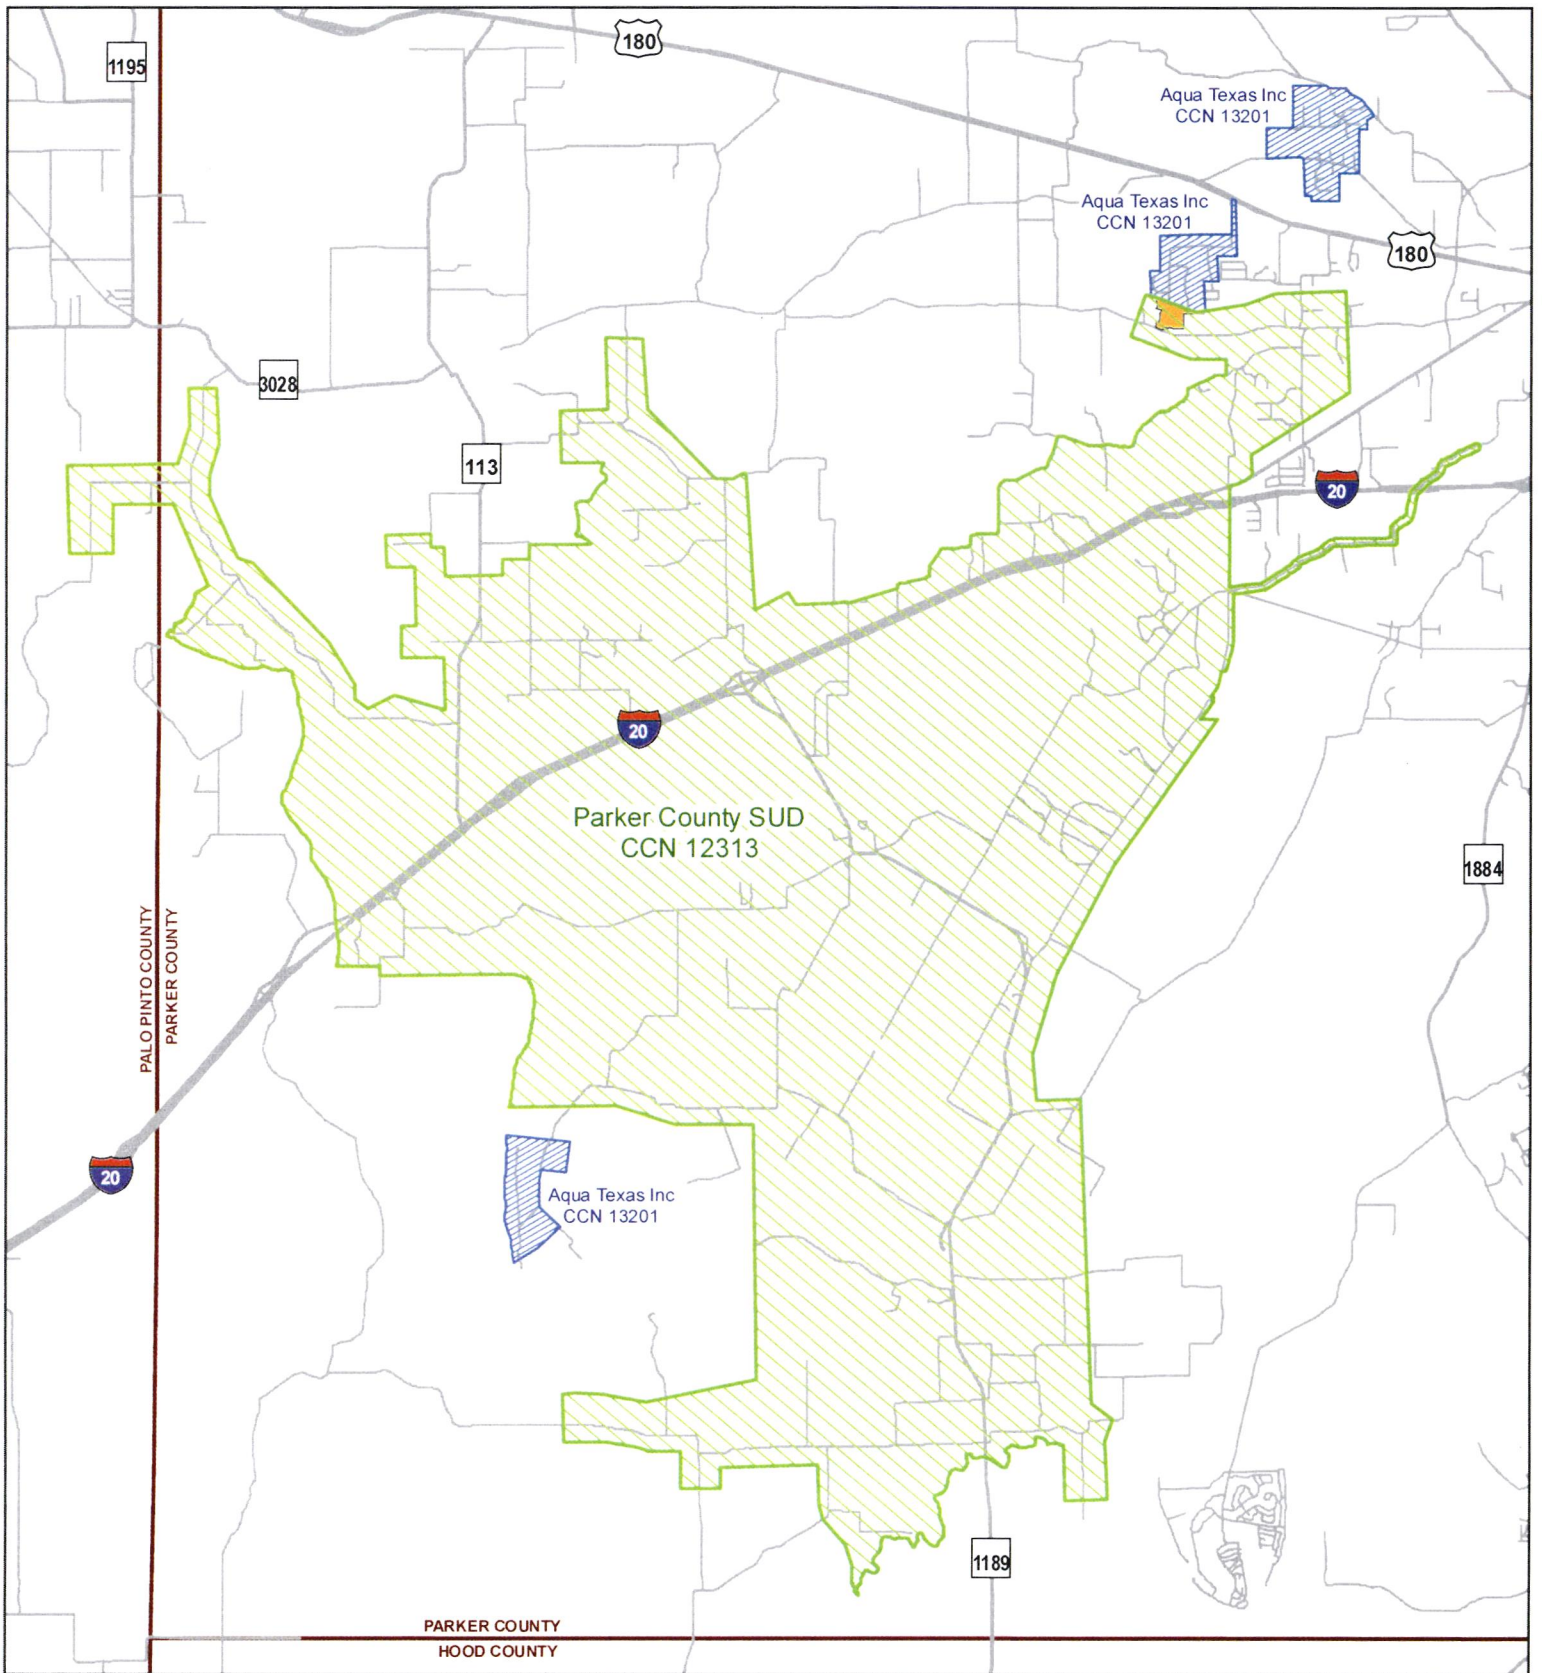 1195
180
Aqua Texas Inc
CCN 13201
Aqua Texas Inc
CCN 13201
180
3028
113
20
20
Parker County SUD
CCN 12313
1884
PALO PINTO COUNTY
PARKER COUNTY
20
Aqua Texas Inc
CCN 13201
1189
PARKER COUNTY
HOOD COUNTY